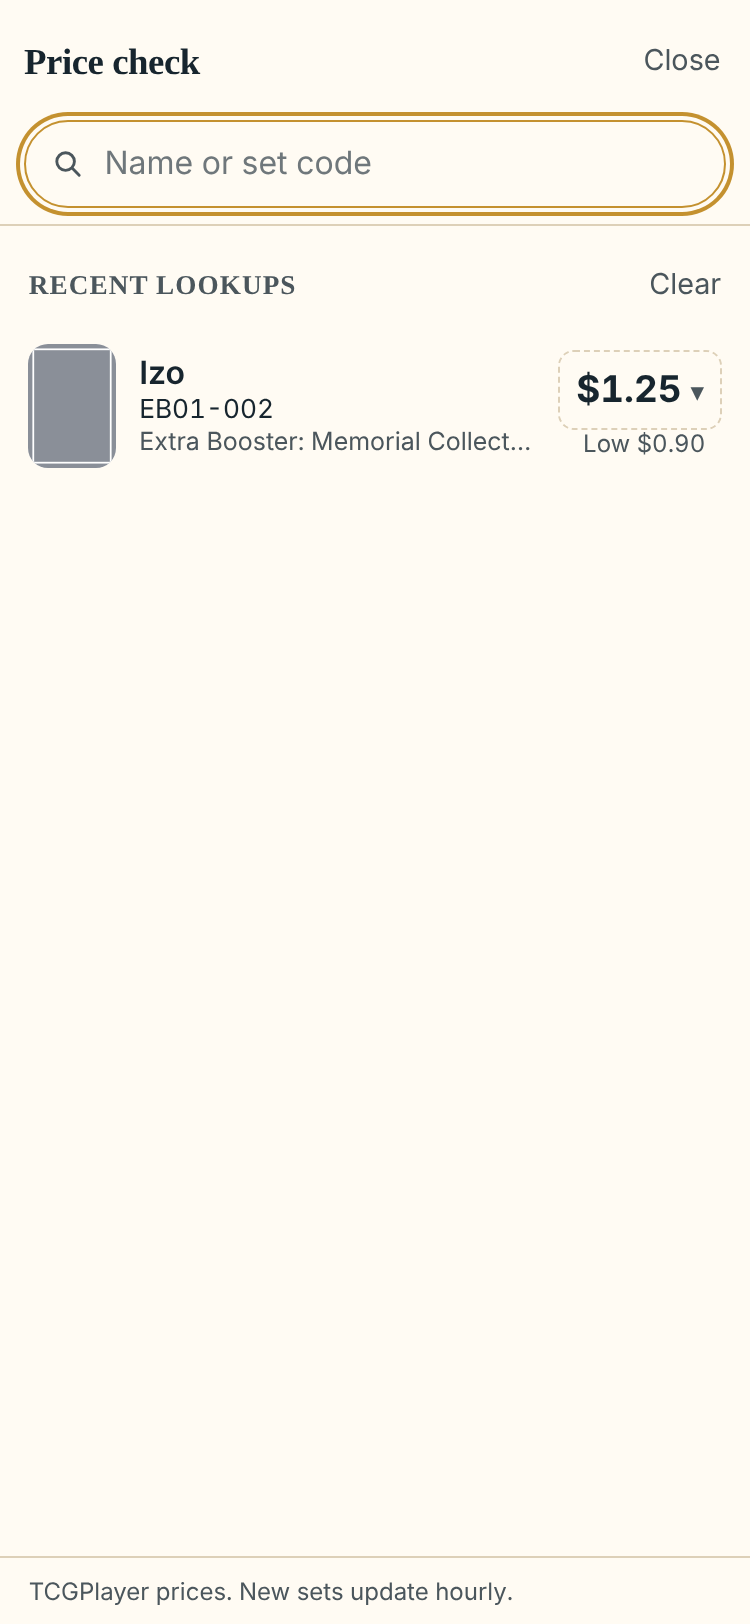 Price check
Close
Name or set code
RECENT LOOKUPS
Clear
Izo
EB01-002
Extra Booster: Memorial Collect...
$1.25 ▾
Low $0.90
TCGPlayer prices. New sets update hourly.